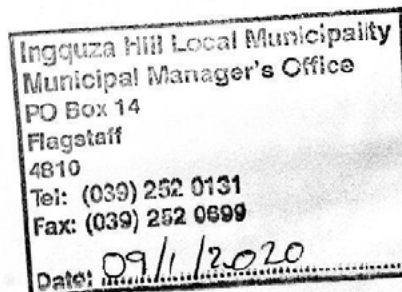 Ingquza Hill Local Municipality
Municipal Manager's Office
PO Box 14
Flagstaff
4810
Tel: (039) 252 0131
Fax: (039) 252 0699
Date: 09/1/2020